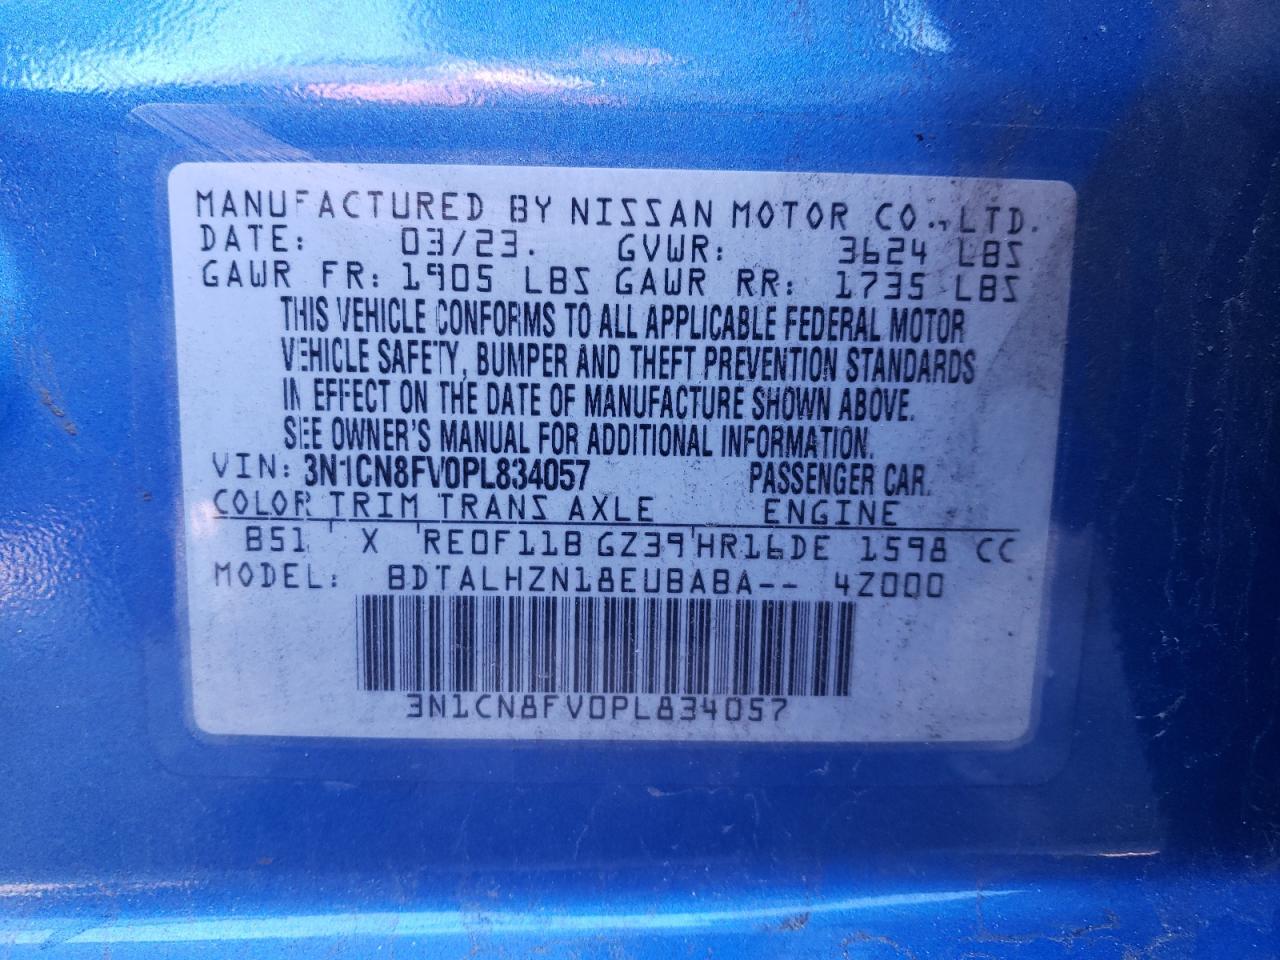 MANUFACTURED BY NISSAN MOTOR CO., LTD.
DATE: 03/23. GVWR: 3624 LBS
GAWR FR: 1905 LBS GAWR RR: 1735 LBS
THIS VEHICLE CONFORMS TO ALL APPLICABLE FEDERAL MOTOR
VEHICLE SAFETY, BUMPER AND THEFT PREVENTION STANDARDS
IN EFFECT ON THE DATE OF MANUFACTURE SHOWN ABOVE.
SEE OWNER'S MANUAL FOR ADDITIONAL INFORMATION.
VIN: 3N1CN8FV0PL834057 PASSENGER CAR.
COLOR TRIM TRANS AXLE ENGINE
B51 X RE0F11B GZ39 HR16DE 1598 CC
MODEL: BDTALHZN18EUBABA-- 4Z000
3N1CN8FV0PL834057